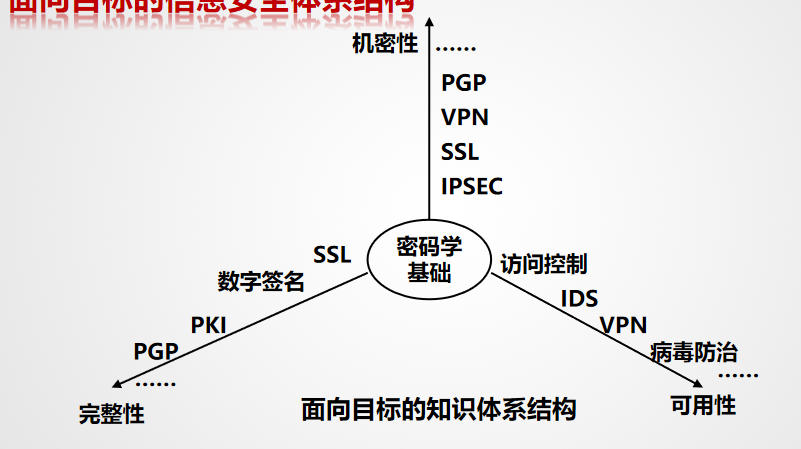 面向目标的信息安全体系结构
机密性
……
PGP
VPN
SSL
IPSEC
密码学
基础
SSL
数字签名
PKI
PGP
……
完整性
访问控制
IDS
VPN
病毒防治
……
可用性
面向目标的知识体系结构